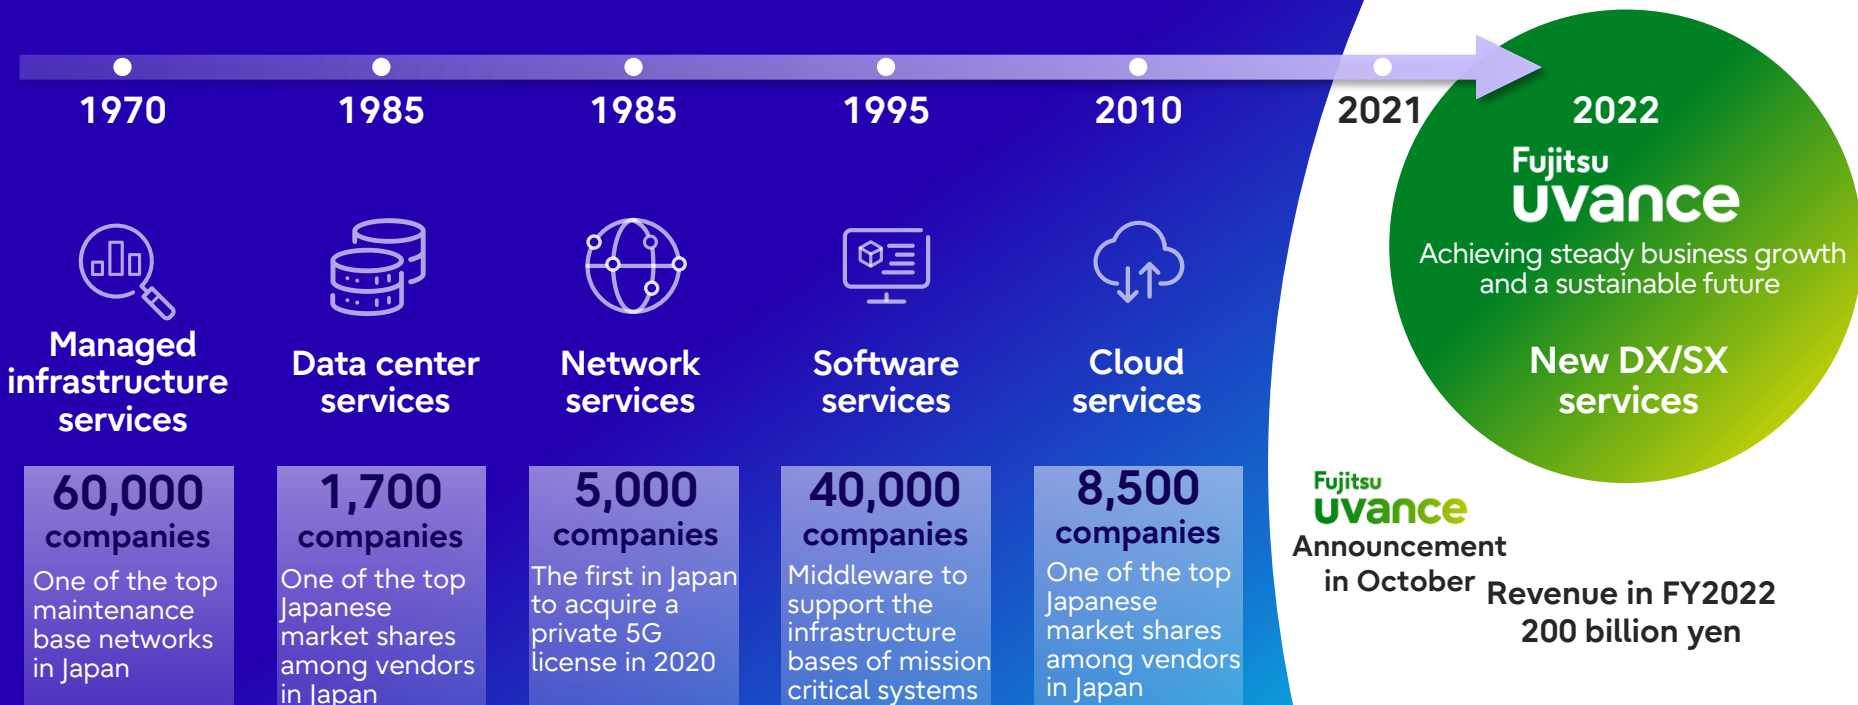 1970
1985
1985
1995
2010
2021
2022
Fujitsu
uvance
Achieving steady business growth
and a sustainable future
New DX/SX
services
Managed
infrastructure
services
Data center
services
Network
services
Software
services
Cloud
services
60,000
companies
One of the top
maintenance
base networks
in Japan
1,700
companies
One of the top
Japanese
market shares
among vendors
in Japan
5,000
companies
The first in Japan
to acquire a
private 5G
license in 2020
40,000
companies
Middleware to
support the
infrastructure
bases of mission
critical systems
8,500
companies
One of the top
Japanese
market shares
among vendors
in Japan
Fujitsu
uvance
Announcement
in October
Revenue in FY2022
200 billion yen